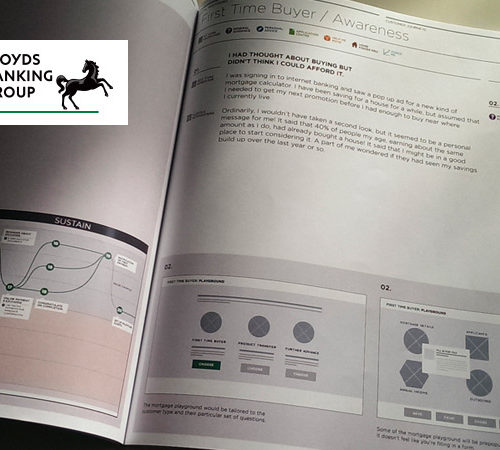 LOYDS
ANKING
GROUP
First Time Buyer / Awareness
I HAD THOUGHT ABOUT BUYING BUT
DIDN'T THINK I COULD AFFORD IT.
I was signing in to internet banking and saw a pop up ad for a new kind of
mortgage calculator. I have been saving for a house for a while, but assumed that
I needed to get my next promotion before I had enough to buy near where
I currently live.
Ordinarily, I wouldn't have taken a second look, but it seemed to be a personal
message for me! It said that 40% of people my age, earning about the same
amount as I do, had already bought a house! It said that I might be in a good
place to start considering it. A part of me wondered if they had seen my savings
build up over the last year or so.
02.
SUSTAIN
02.
FIRST TIME BUYER: PLAYGROUND
FIRST TIME BUYER
PRODUCT TRANSFER
FURTHER ADVANCE
CHOOSE
CHOOSE
CHOOSE
The mortgage playground would be tailored to the
customer type and their particular set of questions.
02.
FIRST TIME BUYER: PLAYGROUND
MORTGAGE DETAILS
APPLICANTS
ANNUAL INCOME
Some of the mortgage playground will be prepop
it doesn't feel like you're filling in a form.